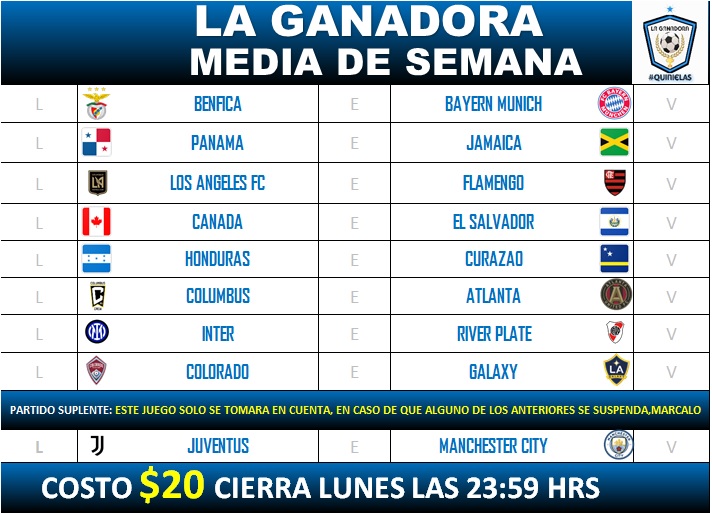 LA GANADORA
MEDIA DE SEMANA
LA GANADORA
#QUINIELAS
L BENFICA E BAYERN MUNICH V
L PANAMA E JAMAICA V
L LOS ANGELES FC E FLAMENGO V
L CANADA E EL SALVADOR V
L HONDURAS E CURAZAO V
L COLUMBUS E ATLANTA V
L INTER E RIVER PLATE V
L COLORADO E GALAXY V
PARTIDO SUPLENTE: ESTE JUEGO SOLO SE TOMARA EN CUENTA, EN CASO DE QUE ALGUNO DE LOS ANTERIORES SE SUSPENDA,MARCALO
L JUVENTUS E MANCHESTER CITY V
COSTO $20 CIERRA LUNES LAS 23:59 HRS